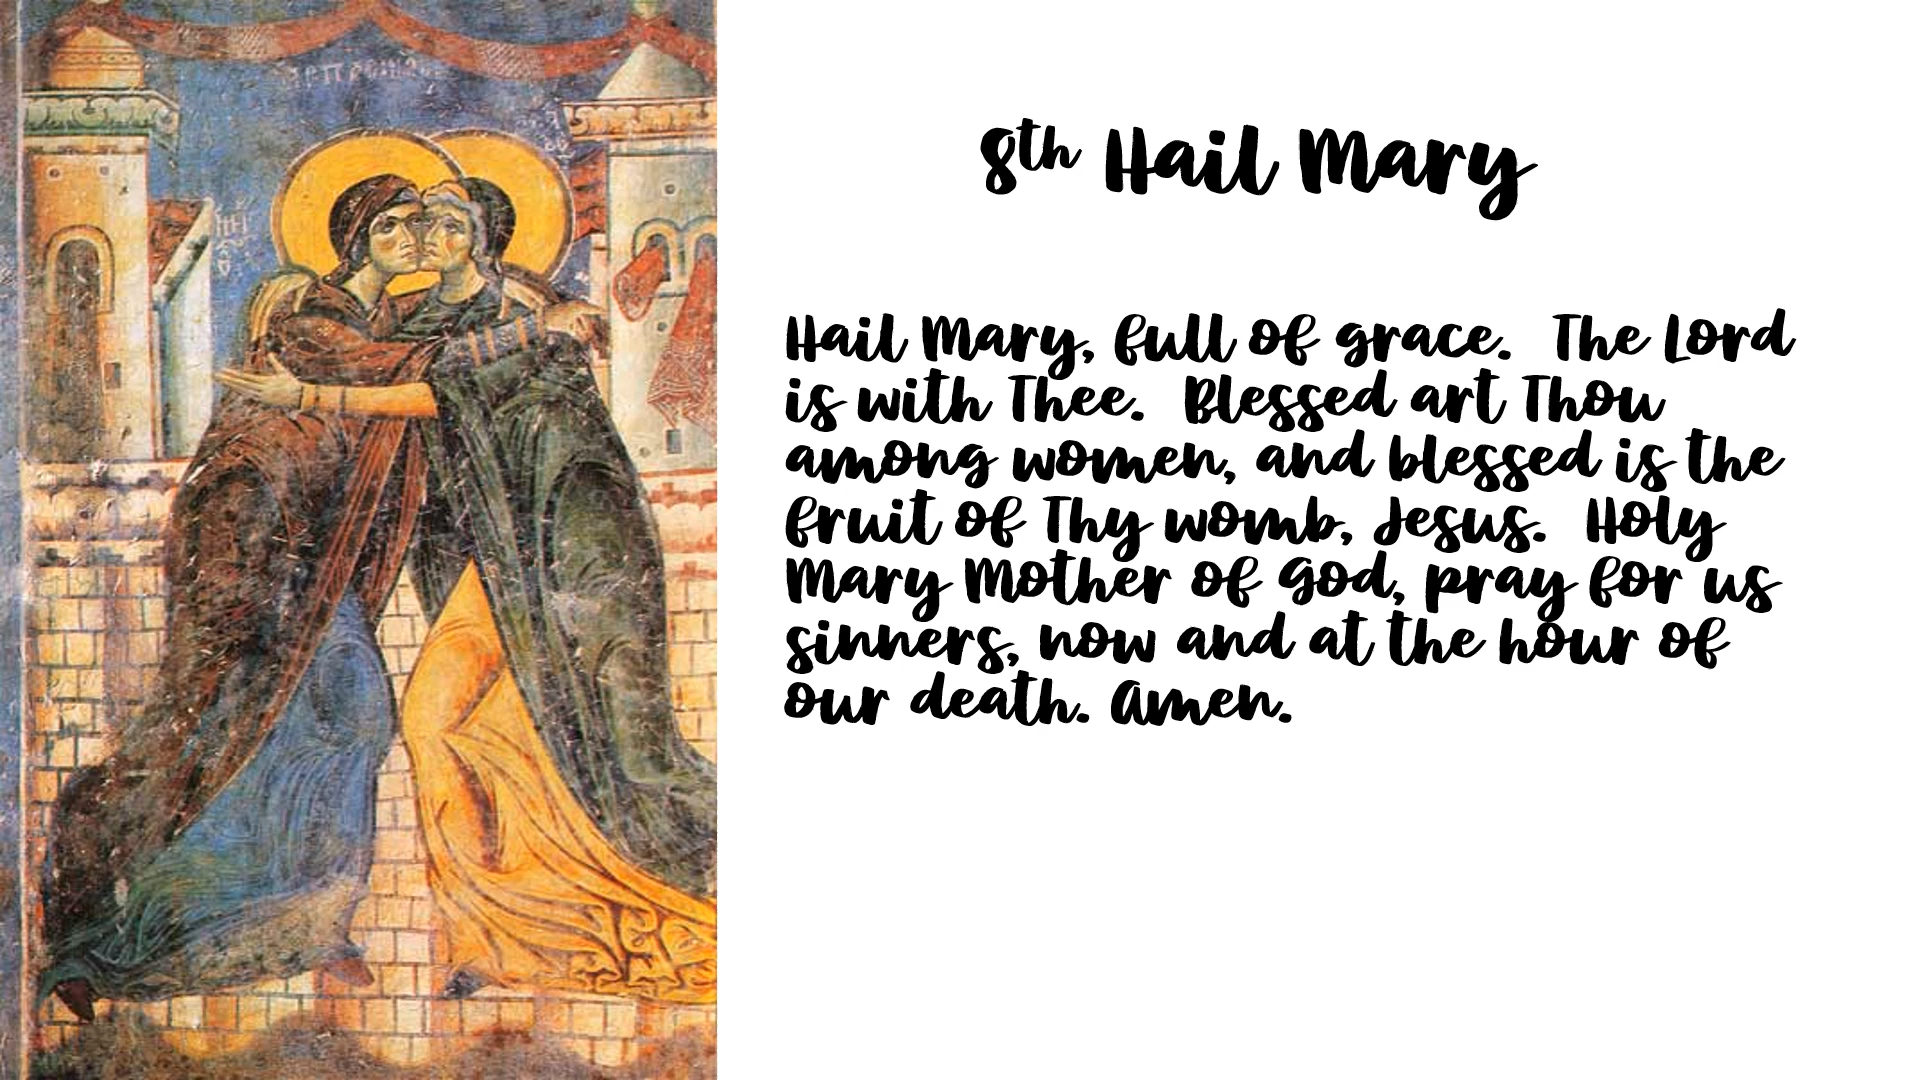 8th Hail Mary
Hail Mary, full of grace.  The Lord
is with Thee.  Blessed art Thou
among women, and blessed is the
fruit of Thy womb, Jesus.  Holy
Mary Mother of God, pray for us
sinners, now and at the hour of
our death. Amen.